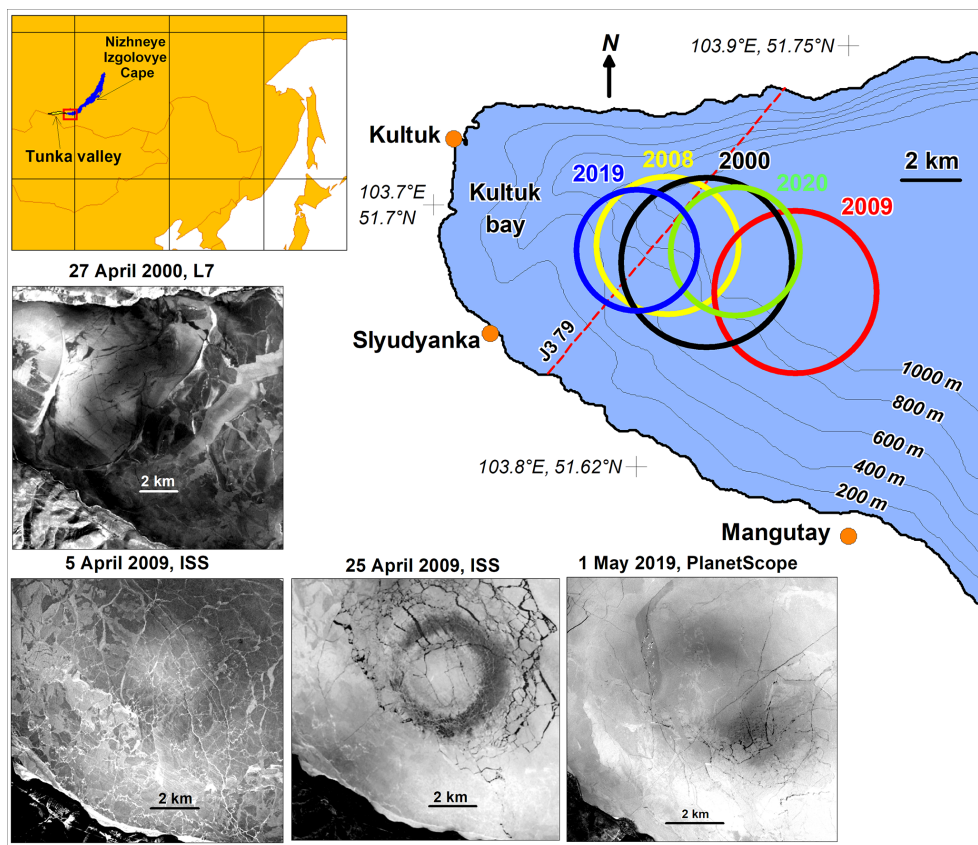 Nizhneye
Izgolovye
Cape
Tunka valley
27 April 2000, L7
2 km
5 April 2009, ISS
2 km
25 April 2009, ISS
2 km
1 May 2019, PlanetScope
2 km
N
103.9°E, 51.75°N
Kultuk
2 km
2019
2008
2000
2020
2009
103.7°E
51.7°N
Kultuk
bay
Slyudyanka
J3 79
1000 m
800 m
600 m
400 m
200 m
103.8°E, 51.62°N
Mangutay